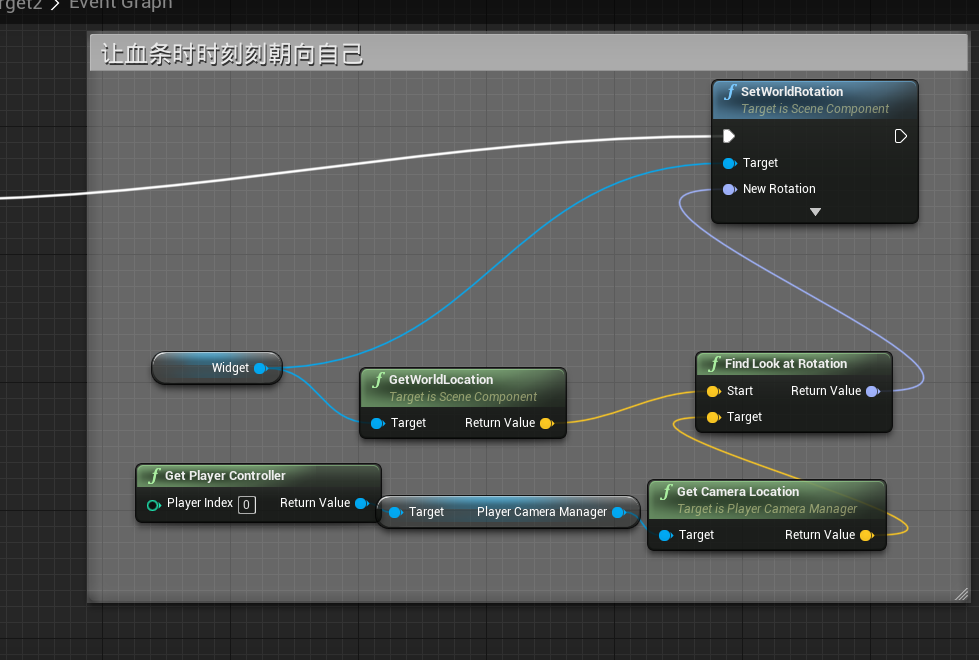 rget2 > Event Graph
让血条时时刻刻朝向自己
f SetWorldRotation
Target is Scene Component
Target
New Rotation
Widget
f GetWorldLocation
Target is Scene Component
Target Return Value
f Find Look at Rotation
Start Return Value
Target
f Get Player Controller
Player Index 0 Return Value
Target Player Camera Manager
f Get Camera Location
Target is Player Camera Manager
Target Return Value